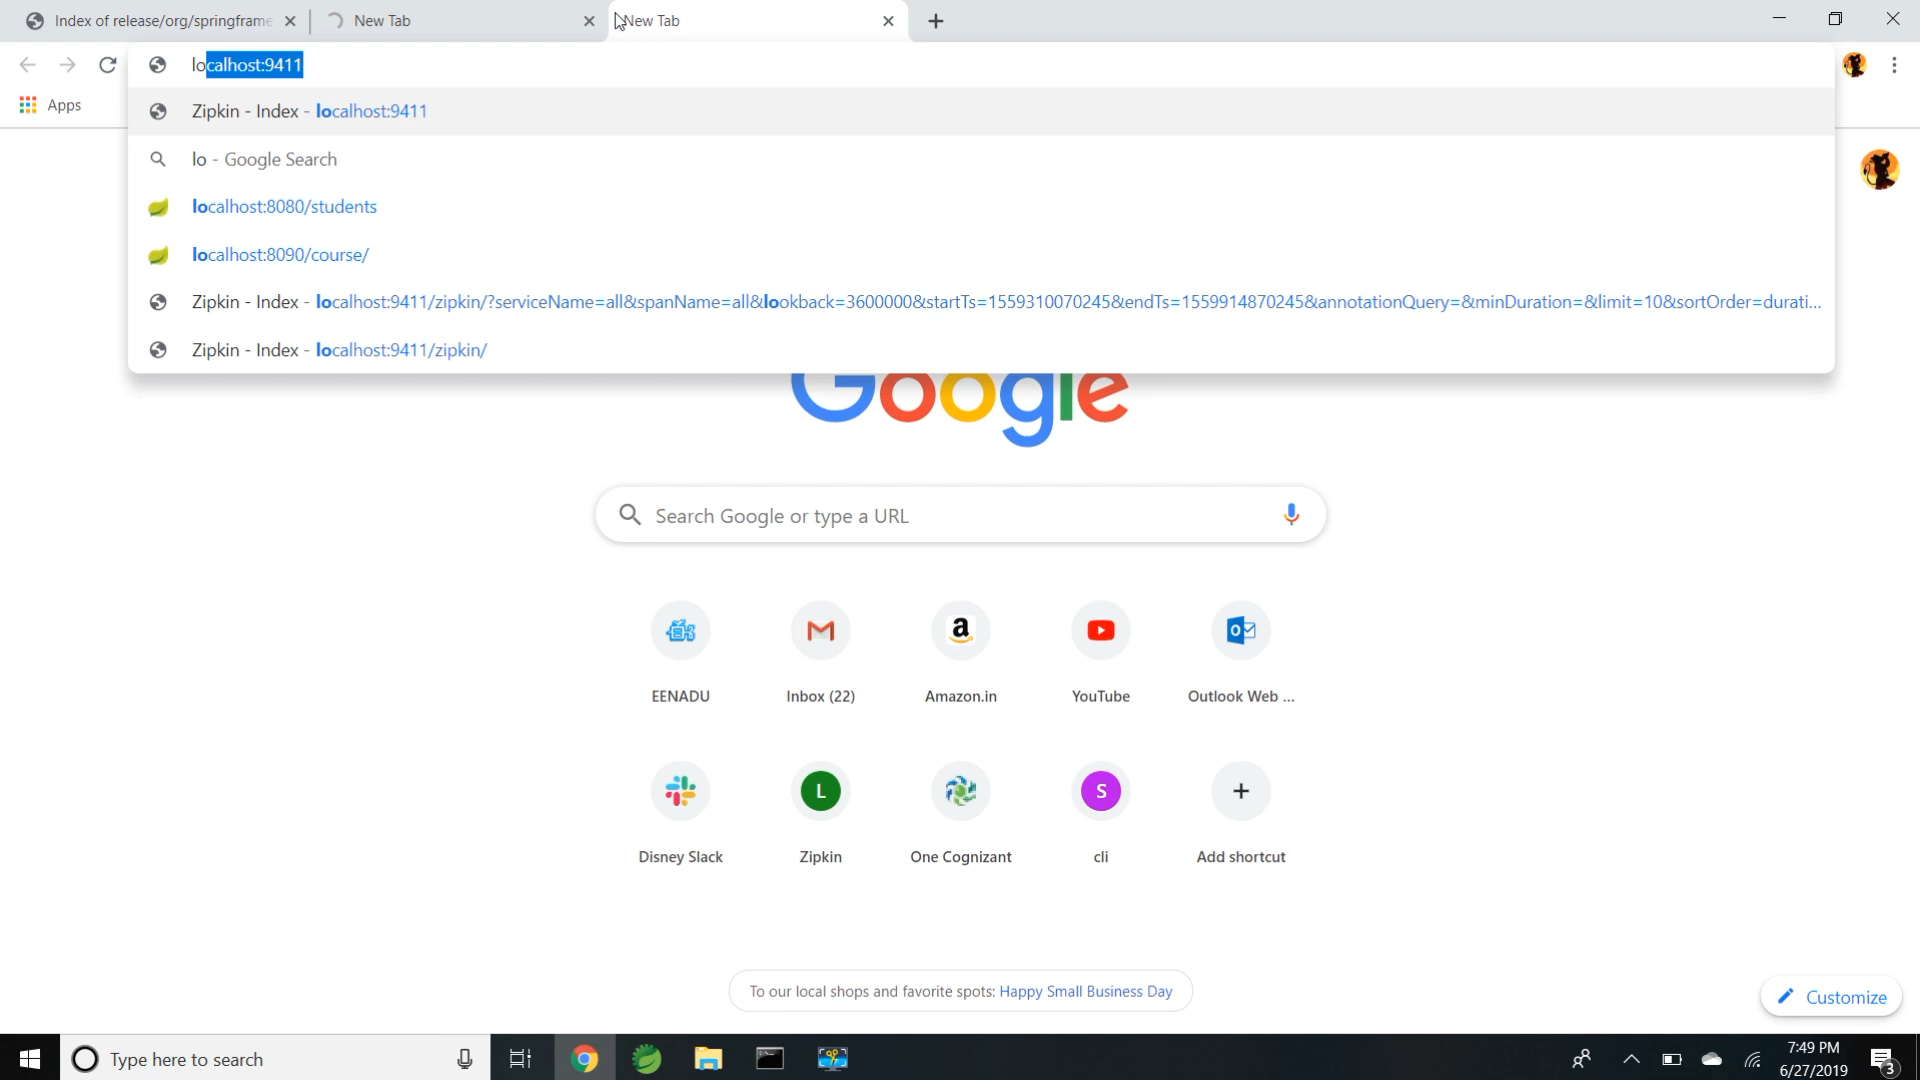 Index of release/org/springframe
New Tab
New Tab
localhost:9411
Apps
Zipkin - Index - localhost:9411
lo - Google Search
localhost:8080/students
localhost:8090/course/
Zipkin - Index - localhost:9411/zipkin/?serviceName=all&spanName=all&lookback=3600000&startTs=1559310070245&endTs=1559914870245&annotationQuery=&minDuration=&limit=10&sortOrder=durati...
Zipkin - Index - localhost:9411/zipkin/
Google
Search Google or type a URL
a
O
EENADU
Inbox (22)
Amazon.in
YouTube
Outlook Web ...
L
S
Disney Slack
Zipkin
One Cognizant
cli
Add shortcut
To our local shops and favorite spots: Happy Small Business Day
Customize
Type here to search
7:49 PM
6/27/2019
3